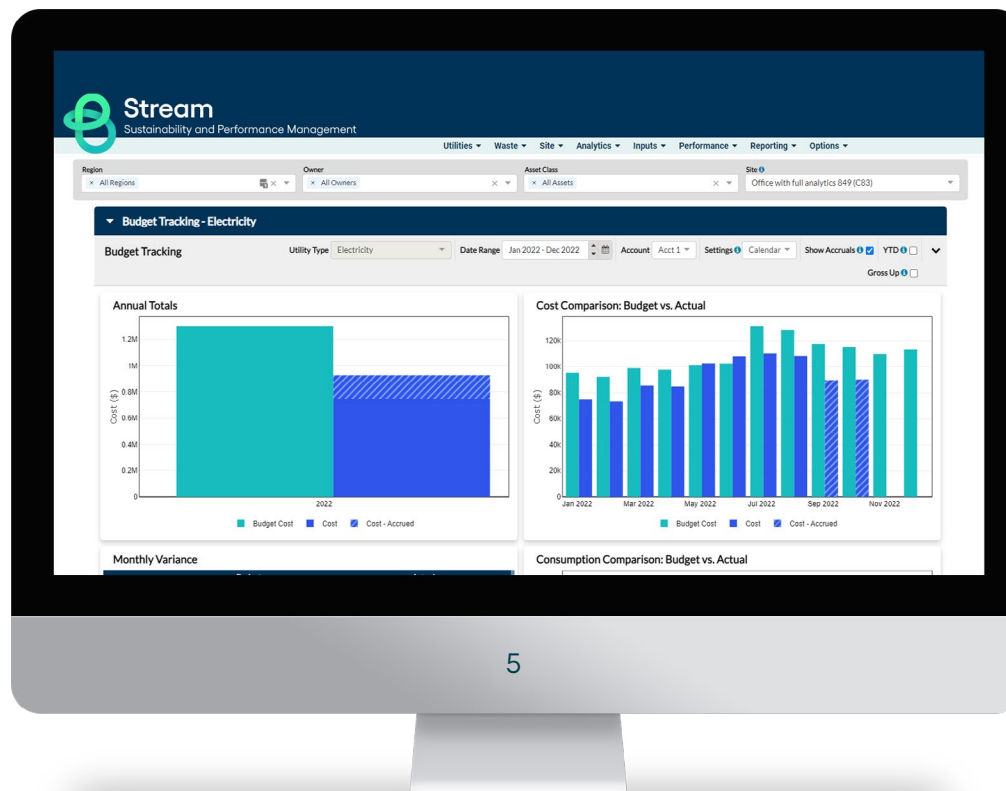 Stream
Sustainability and Performance Management
Utilities Waste Site Analytics Inputs Performance Reporting Options
Region Owner Asset Class Site
× All Regions × All Owners × All Assets Office with full analytics 849 (C83)
Budget Tracking - Electricity
Budget Tracking Utility Type Electricity Date Range Jan 2022 - Dec 2022 Account Acct 1 Settings Calendar Show Accruals YTD
Gross Up
Annual Totals
1.2M
1M
0.8M
0.6M
0.4M
0.2M
0
Cost ($)
2022
Budget Cost Cost Cost - Accrued
Cost Comparison: Budget vs. Actual
120k
100k
80k
60k
40k
20k
0
Cost ($)
Jan 2022 Mar 2022 May 2022 Jul 2022 Sep 2022 Nov 2022
Budget Cost Cost Cost - Accrued
Monthly Variance
Consumption Comparison: Budget vs. Actual
5